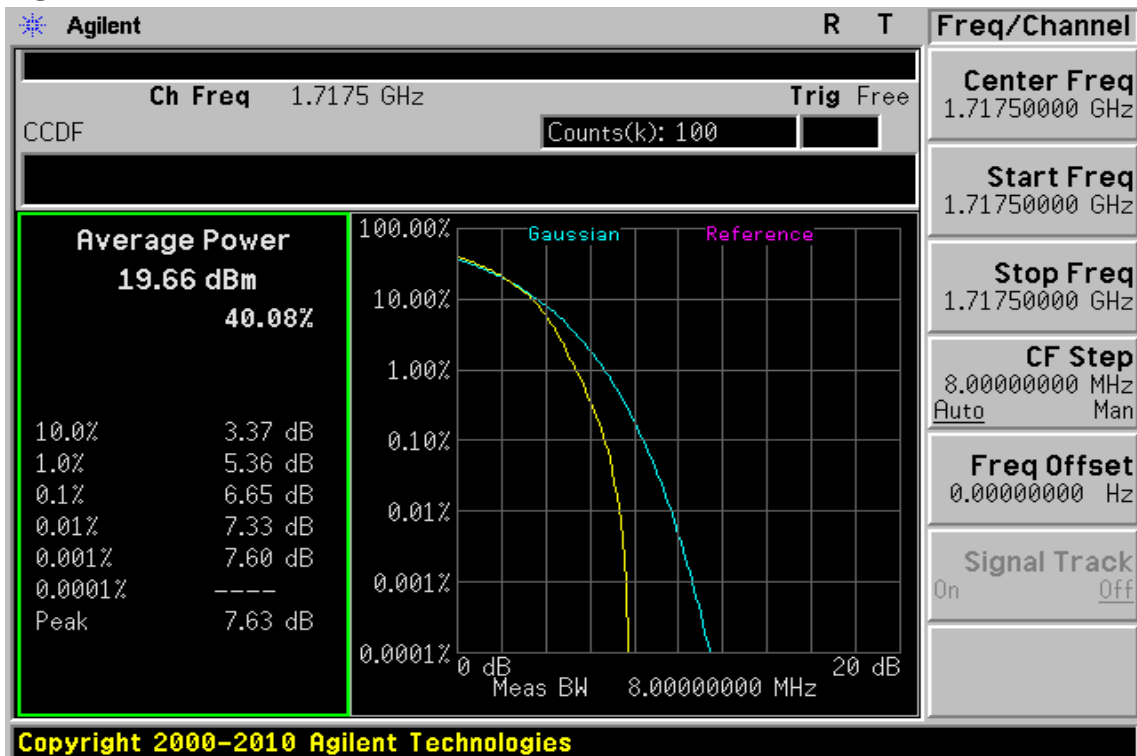 Agilent R T
Ch Freq 1.7175 GHz Trig Free
CCDF Counts(k): 100
Average Power
19.66 dBm
40.08%
10.0% 3.37 dB
1.0% 5.36 dB
0.1% 6.65 dB
0.01% 7.33 dB
0.001% 7.60 dB
0.0001% ----
Peak 7.63 dB
Gaussian Reference
100.00%
10.00%
1.00%
0.10%
0.01%
0.001%
0.0001%
0 dB 20 dB
Meas BW 8.00000000 MHz
Freq/Channel
Center Freq
1.71750000 GHz
Start Freq
1.71750000 GHz
Stop Freq
1.71750000 GHz
CF Step
8.00000000 MHz
Auto Man
Freq Offset
0.00000000 Hz
Signal Track
On Off
Copyright 2000-2010 Agilent Technologies